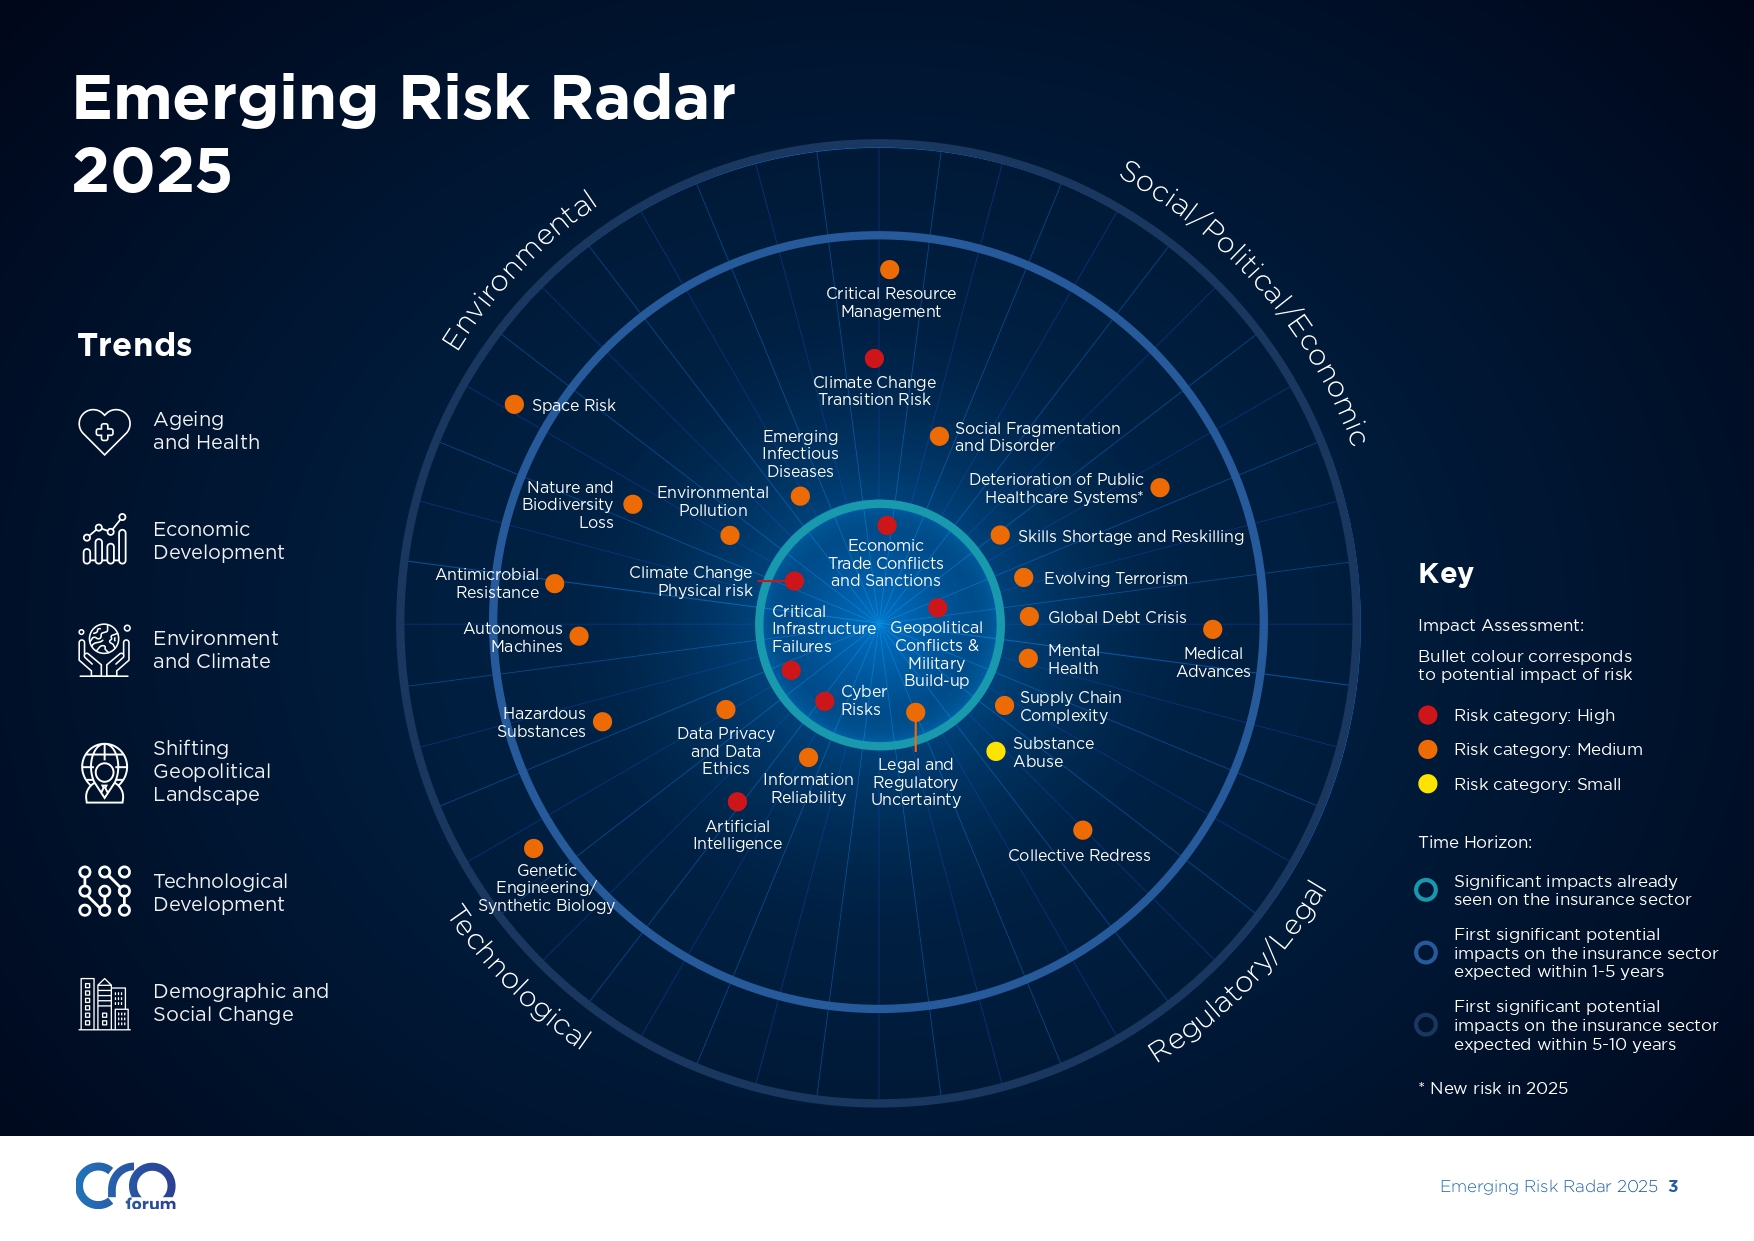 Emerging Risk Radar
2025
Environmental
Social/Political/Economic
Technological
Regulatory/Legal
Trends
Ageing
and Health
Economic
Development
Environment
and Climate
Shifting
Geopolitical
Landscape
Technological
Development
Demographic and
Social Change
Critical Resource
Management
Climate Change
Transition Risk
Space Risk
Emerging
Infectious
Diseases
Social Fragmentation
and Disorder
Nature and
Biodiversity
Loss
Environmental
Pollution
Deterioration of Public
Healthcare Systems*
Skills Shortage and Reskilling
Economic
Trade Conflicts
and Sanctions
Antimicrobial
Resistance
Climate Change
Physical risk
Evolving Terrorism
Critical
Infrastructure
Failures
Geopolitical
Conflicts &
Military
Build-up
Global Debt Crisis
Autonomous
Machines
Mental
Health
Medical
Advances
Cyber
Risks
Supply Chain
Complexity
Hazardous
Substances
Data Privacy
and Data
Ethics
Substance
Abuse
Information
Reliability
Legal and
Regulatory
Uncertainty
Artificial
Intelligence
Collective Redress
Genetic
Engineering/
Synthetic Biology
Key
Impact Assessment:
Bullet colour corresponds
to potential impact of risk
Risk category: High
Risk category: Medium
Risk category: Small
Time Horizon:
Significant impacts already
seen on the insurance sector
First significant potential
impacts on the insurance sector
expected within 1-5 years
First significant potential
impacts on the insurance sector
expected within 5-10 years
* New risk in 2025
cro
forum
Emerging Risk Radar 2025 3